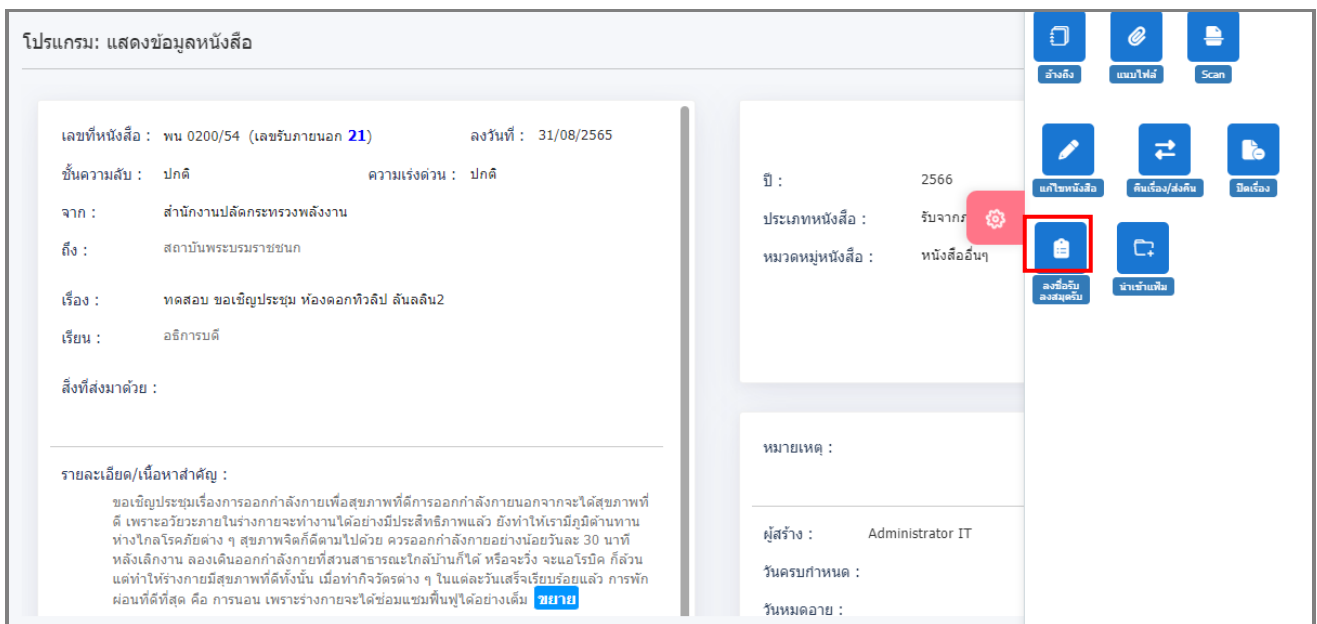 โปรแกรม: แสดงข้อมูลหนังสือ
เลขที่หนังสือ : พน 0200/54 (เลขรับภายนอก 21) ลงวันที่ : 31/08/2565
ชั้นความลับ : ปกติ ความเร่งด่วน : ปกติ
จาก : สำนักงานปลัดกระทรวงพลังงาน
ถึง : สถาบันพระบรมราชชนก
เรื่อง : ทดสอบ ขอเชิญประชุม ห้องดอกทิวลิป ลันลลิน2
เรียน : อธิการบดี
สิ่งที่ส่งมาด้วย :
รายละเอียด/เนื้อหาสำคัญ :
ขอเชิญประชุมเรื่องการออกกำลังกายเพื่อสุขภาพที่ดีการออกกำลังกายนอกจากจะได้สุขภาพที่
ดี เพราะอวัยวะภายในร่างกายจะทำงานได้อย่างมีประสิทธิภาพแล้ว ยังทำให้เรามีภูมิต้านทาน
ห่างไกลโรคภัยต่าง ๆ สุขภาพจิตก็ดีตามไปด้วย ควรออกกำลังกายอย่างน้อยวันละ 30 นาที
หลังเลิกงาน ลองเดินออกกำลังกายที่สวนสาธารณะใกล้บ้านก็ได้ หรือจะวิ่ง จะแอโรบิค ก็ล้วน
แต่ทำให้ร่างกายมีสุขภาพที่ดีทั้งนั้น เมื่อทำกิจวัตรต่าง ๆ ในแต่ละวันเสร็จเรียบร้อยแล้ว การพัก
ผ่อนที่ดีที่สุด คือ การนอน เพราะร่างกายจะได้ซ่อมแซมฟื้นฟูได้อย่างเต็ม ขยาย
ปี : 2566
ประเภทหนังสือ : รับจากภ
หมวดหมู่หนังสือ : หนังสืออื่นๆ
หมายเหตุ :
ผู้สร้าง : Administrator IT
วันครบกำหนด :
วันหมดอายุ :
อ้างถึง แนบไฟล์ Scan
แก้ไขหนังสือ คืนเรื่อง/ส่งคืน ปิดเรื่อง
ลงชื่อรับ
ลงสมุดรับ นำเข้าแฟ้ม